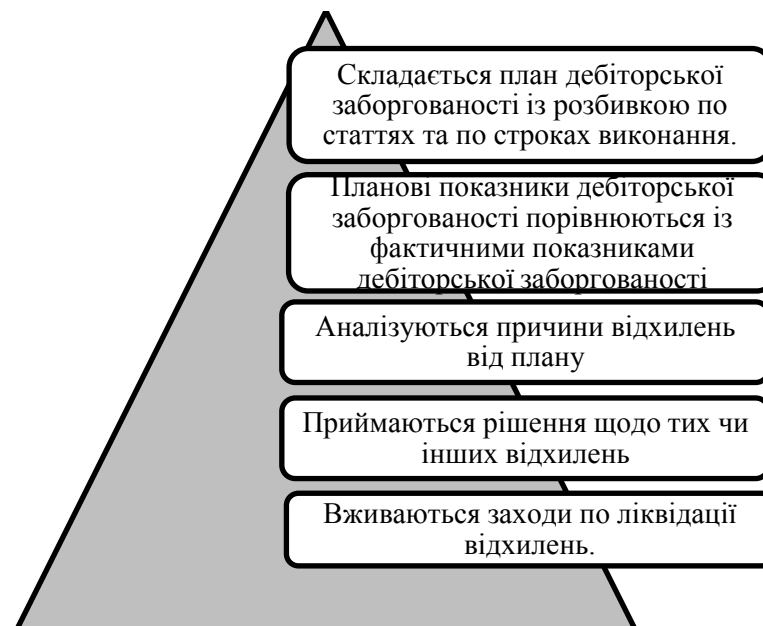 Складається план дебіторської
заборгованості із розбивкою по
статтях та по строках виконання.
Планові показники дебіторської
заборгованості порівнюються із
фактичними показниками
дебіторської заборгованості
Аналізуються причини відхилень
від плану
Приймаються рішення щодо тих чи
інших відхилень
Вживаються заходи по ліквідації
відхилень.